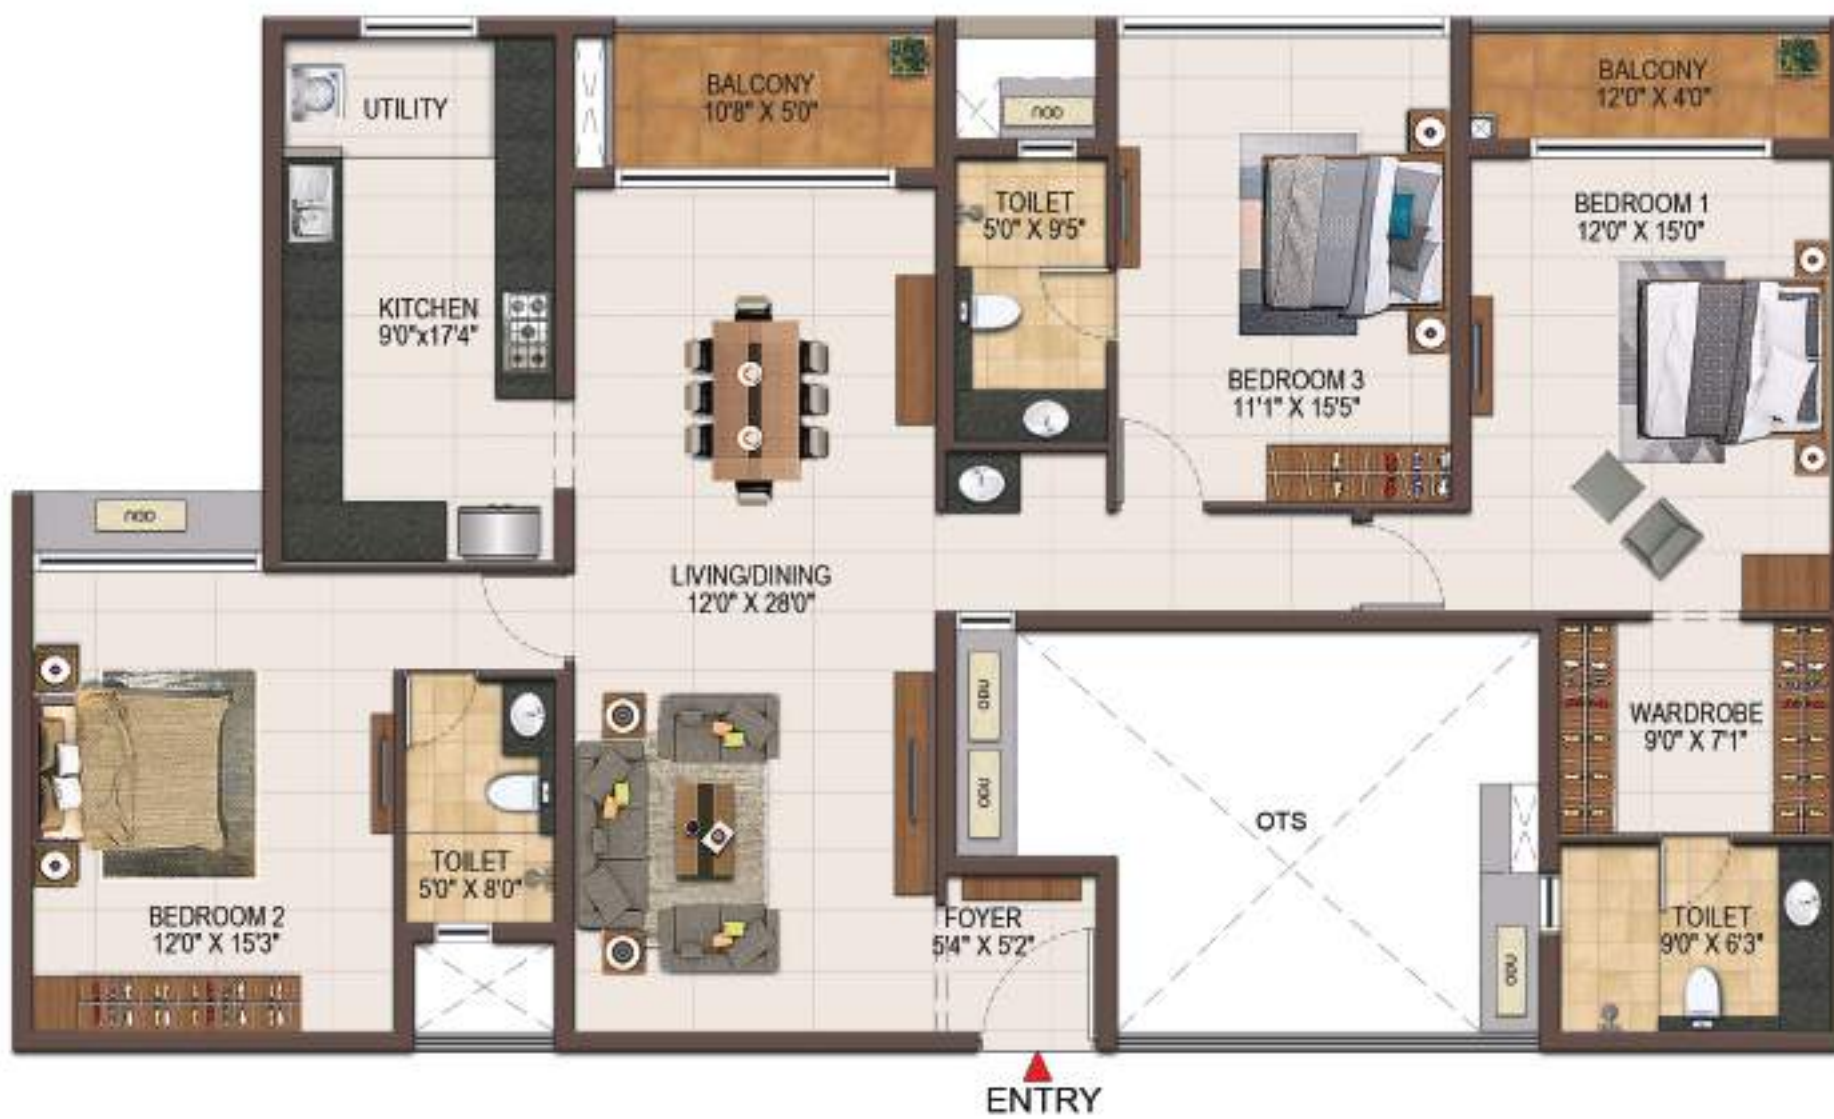 UTILITY
BALCONY
10'8" X 5'0"
BALCONY
12'0" X 4'0"
TOILET
5'0" X 9'5"
BEDROOM 1
12'0" X 15'0"
KITCHEN
9'0"x17'4"
BEDROOM 3
11'1" X 15'5"
LIVING/DINING
12'0" X 28'0"
WARDROBE
9'0" X 7'1"
OTS
TOILET
5'0" X 8'0"
BEDROOM 2
12'0" X 15'3"
FOYER
5'4" X 5'2"
TOILET
9'0" X 6'3"
ENTRY